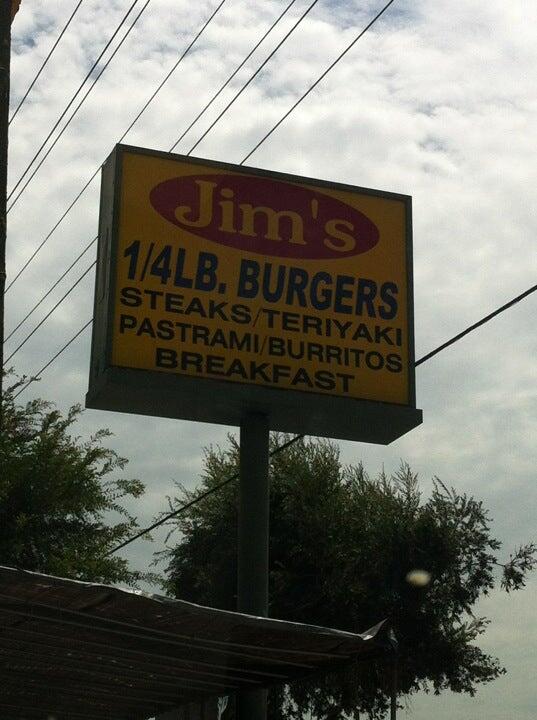 Jim's
1/4LB. BURGERS
STEAKS/TERIYAKI
PASTRAMI/BURRITOS
BREAKFAST